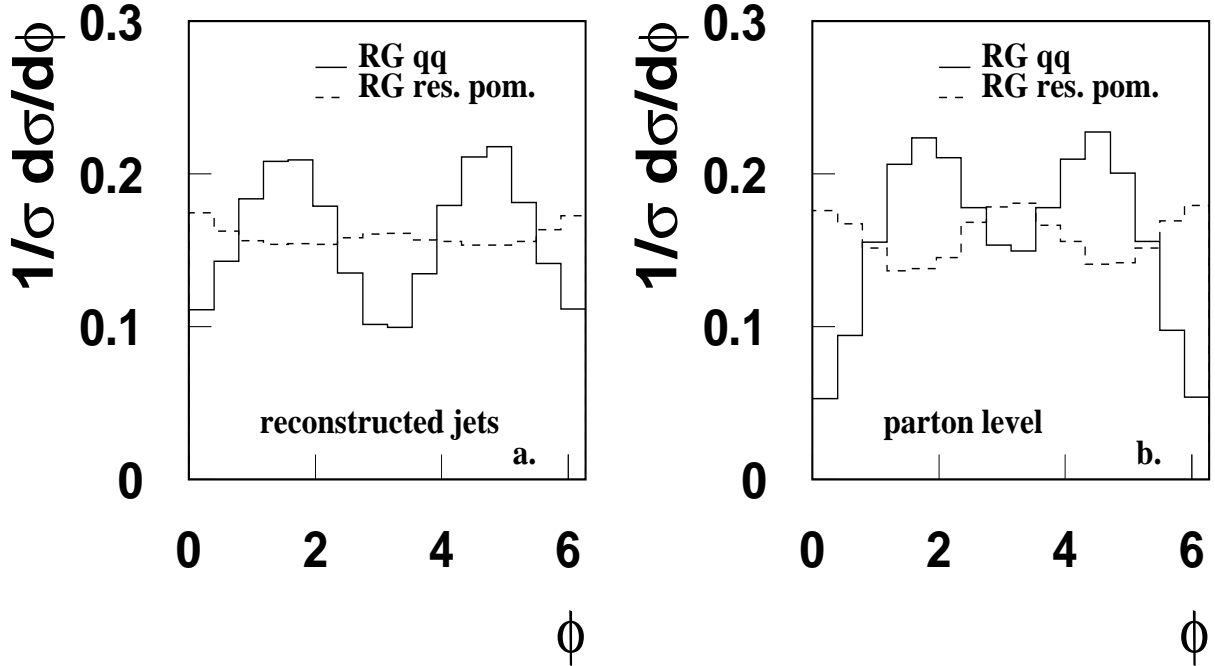 1/σ dσ/dϕ
0.3
RG qq
RG res. pom.
0.2
0.1
reconstructed jets
a.
0
0 2 4 6
ϕ
1/σ dσ/dϕ
0.3
RG qq
RG res. pom.
0.2
0.1
parton level
b.
0
0 2 4 6
ϕ